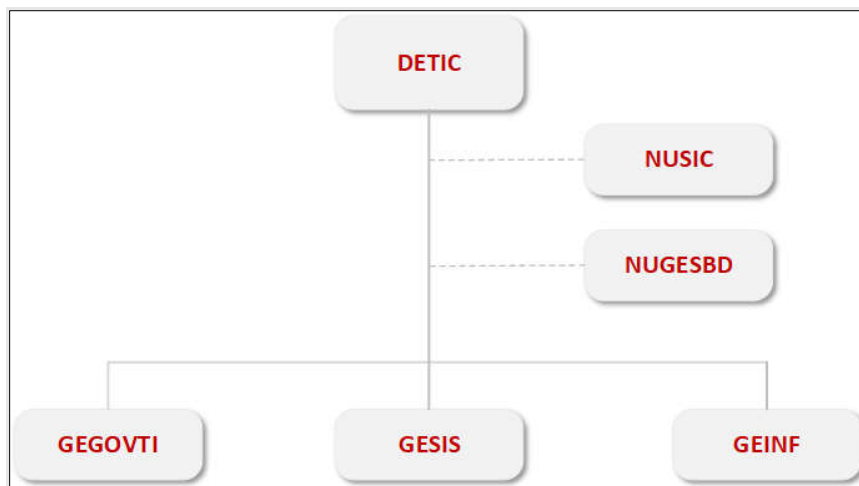 DETIC
NUSIC
NUGESBD
GEGOVTI
GESIS
GEINF